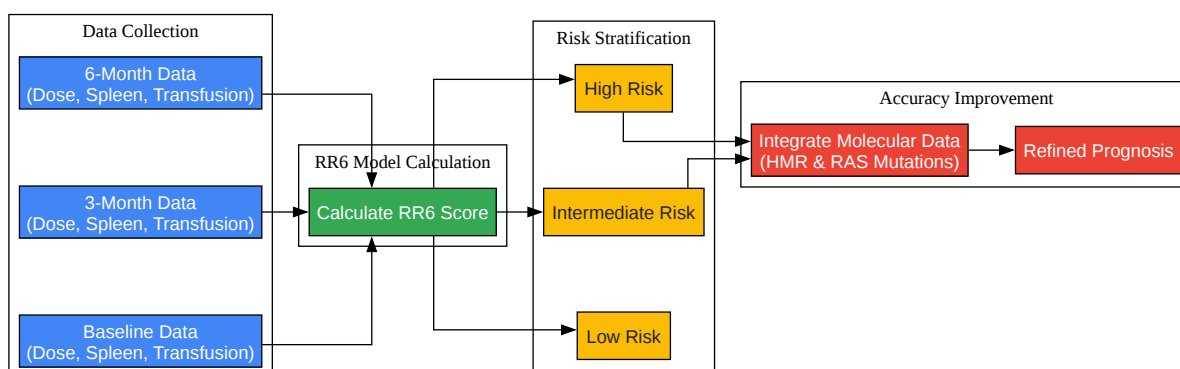 Data Collection
6-Month Data
(Dose, Spleen, Transfusion)
3-Month Data
(Dose, Spleen, Transfusion)
Baseline Data
(Dose, Spleen, Transfusion)
RR6 Model Calculation
Calculate RR6 Score
Risk Stratification
High Risk
Intermediate Risk
Low Risk
Accuracy Improvement
Integrate Molecular Data
(HMR & RAS Mutations)
Refined Prognosis